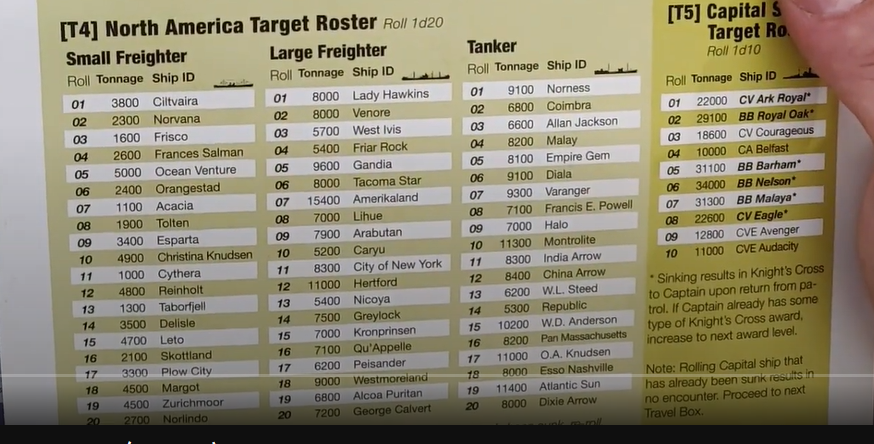 [T4] North America Target Roster Roll 1d20
Small Freighter
Roll Tonnage Ship ID
01 3800 Ciltvaira
02 2300 Norvana
03 1600 Frisco
04 2600 Frances Salman
05 5000 Ocean Venture
06 2400 Orangestad
07 1100 Acacia
08 1900 Tolten
09 3400 Esparta
10 4900 Christina Knudsen
11 1000 Cythera
12 4800 Reinholt
13 1300 Taborfjell
14 3500 Delisle
15 4700 Leto
16 2100 Skottland
17 3300 Plow City
18 4500 Margot
19 4500 Zurichmoor
20 2700 Norlindo
Large Freighter
Roll Tonnage Ship ID
01 8000 Lady Hawkins
02 8000 Venore
03 5700 West Ivis
04 5400 Friar Rock
05 9600 Gandia
06 8000 Tacoma Star
07 15400 Amerikaland
08 7000 Lihue
09 7900 Arabutan
10 5200 Caryu
11 8300 City of New York
12 11000 Hertford
13 5400 Nicoya
14 7500 Greylock
15 7000 Kronprinsen
16 7100 Qu'Appelle
17 6200 Peisander
18 9000 Westmoreland
19 6800 Alcoa Puritan
20 7200 George Calvert
Tanker
Roll Tonnage Ship ID
01 9100 Norness
02 6800 Coimbra
03 6600 Allan Jackson
04 8200 Malay
05 8100 Empire Gem
06 9100 Diala
07 9300 Varanger
08 7100 Francis E. Powell
09 7000 Halo
10 11300 Montrolite
11 8300 India Arrow
12 8400 China Arrow
13 6200 W.L. Steed
14 5300 Republic
15 10200 W.D. Anderson
16 8200 Pan Massachusetts
17 11000 O.A. Knudsen
18 8000 Esso Nashville
19 11400 Atlantic Sun
20 8000 Dixie Arrow
[T5] Capital
Target
Roll 1d10
Roll Tonnage Ship ID
01 22000 CV Ark Royal*
02 29100 BB Royal Oak*
03 18600 CV Courageous
04 10000 CA Belfast
05 31100 BB Barham*
06 34000 BB Nelson*
07 31300 BB Malaya*
08 22600 CV Eagle*
09 12800 CVE Avenger
10 11000 CVE Audacity
* Sinking results in Knight's Cross
to Captain upon return from pa-
trol. If Captain already has some
type of Knight's Cross award,
increase to next award level.
Note: Rolling Capital ship that
has already been sunk results in
no encounter. Proceed to next
Travel Box.